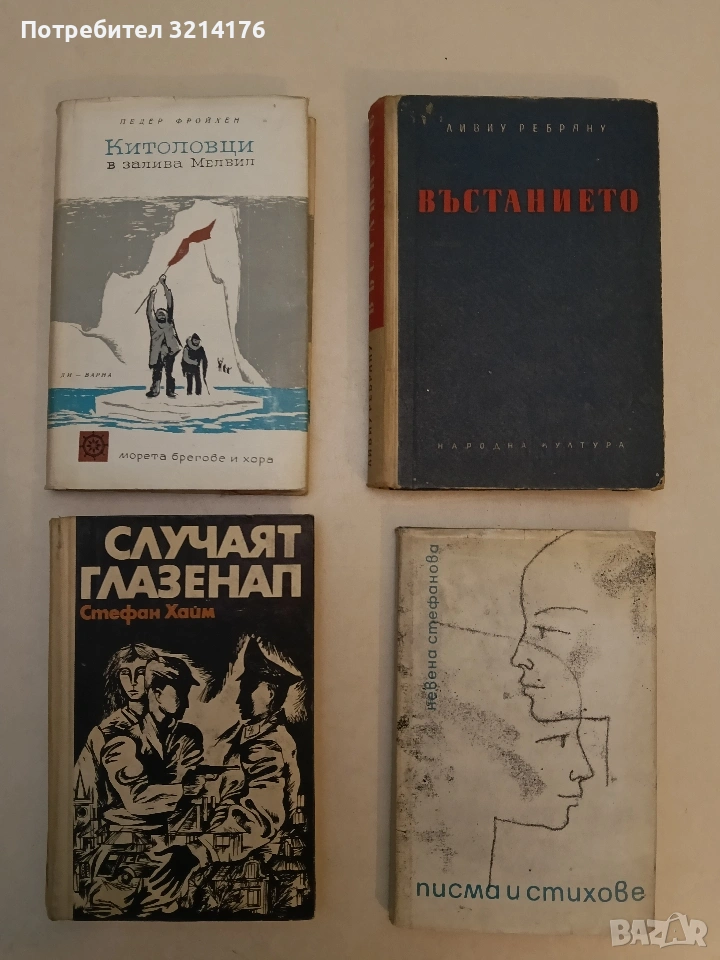 Потребител 3214176
ПЕДЕР ФРОЙХЕН
Китоловци
в залива Мелвил
ДИ — ВАРНА
морета брегове и хора
ЛИВИУ РЕБРЯНУ
ВЪСТАНИЕТО
НАРОДНА КУЛТУРА
СЛУЧАЯТ
ГЛАЗЕНАП
Стефан Хайм
невена стефанова
писма и стихове
BAZAR